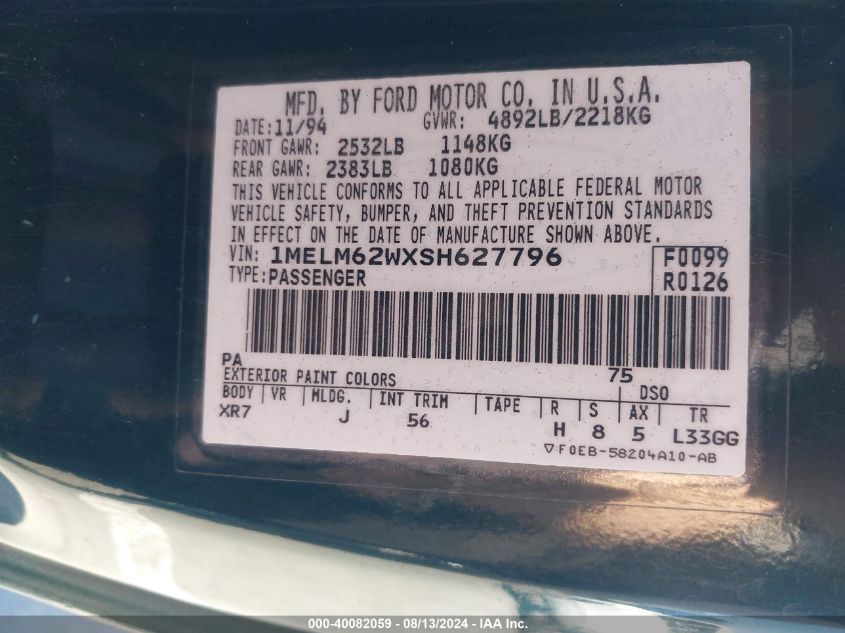 MFD. BY FORD MOTOR CO. IN U.S.A.
DATE: 11/94 GVWR: 4892LB/2218KG
FRONT GAWR: 2532LB 1148KG
REAR GAWR: 2383LB 1080KG
THIS VEHICLE CONFORMS TO ALL APPLICABLE FEDERAL MOTOR
VEHICLE SAFETY, BUMPER, AND THEFT PREVENTION STANDARDS
IN EFFECT ON THE DATE OF MANUFACTURE SHOWN ABOVE.
VIN: 1MELM62WXSH627796 F0099
TYPE: PASSENGER R0126
PA 75
EXTERIOR PAINT COLORS DSO
BODY VR MLDG. INT TRIM TAPE R S AX TR
XR7 J 56 H 8 5 L33GG
▽F0EB-58204A10-AB
000-40082059 - 08/13/2024 - IAAI INC.